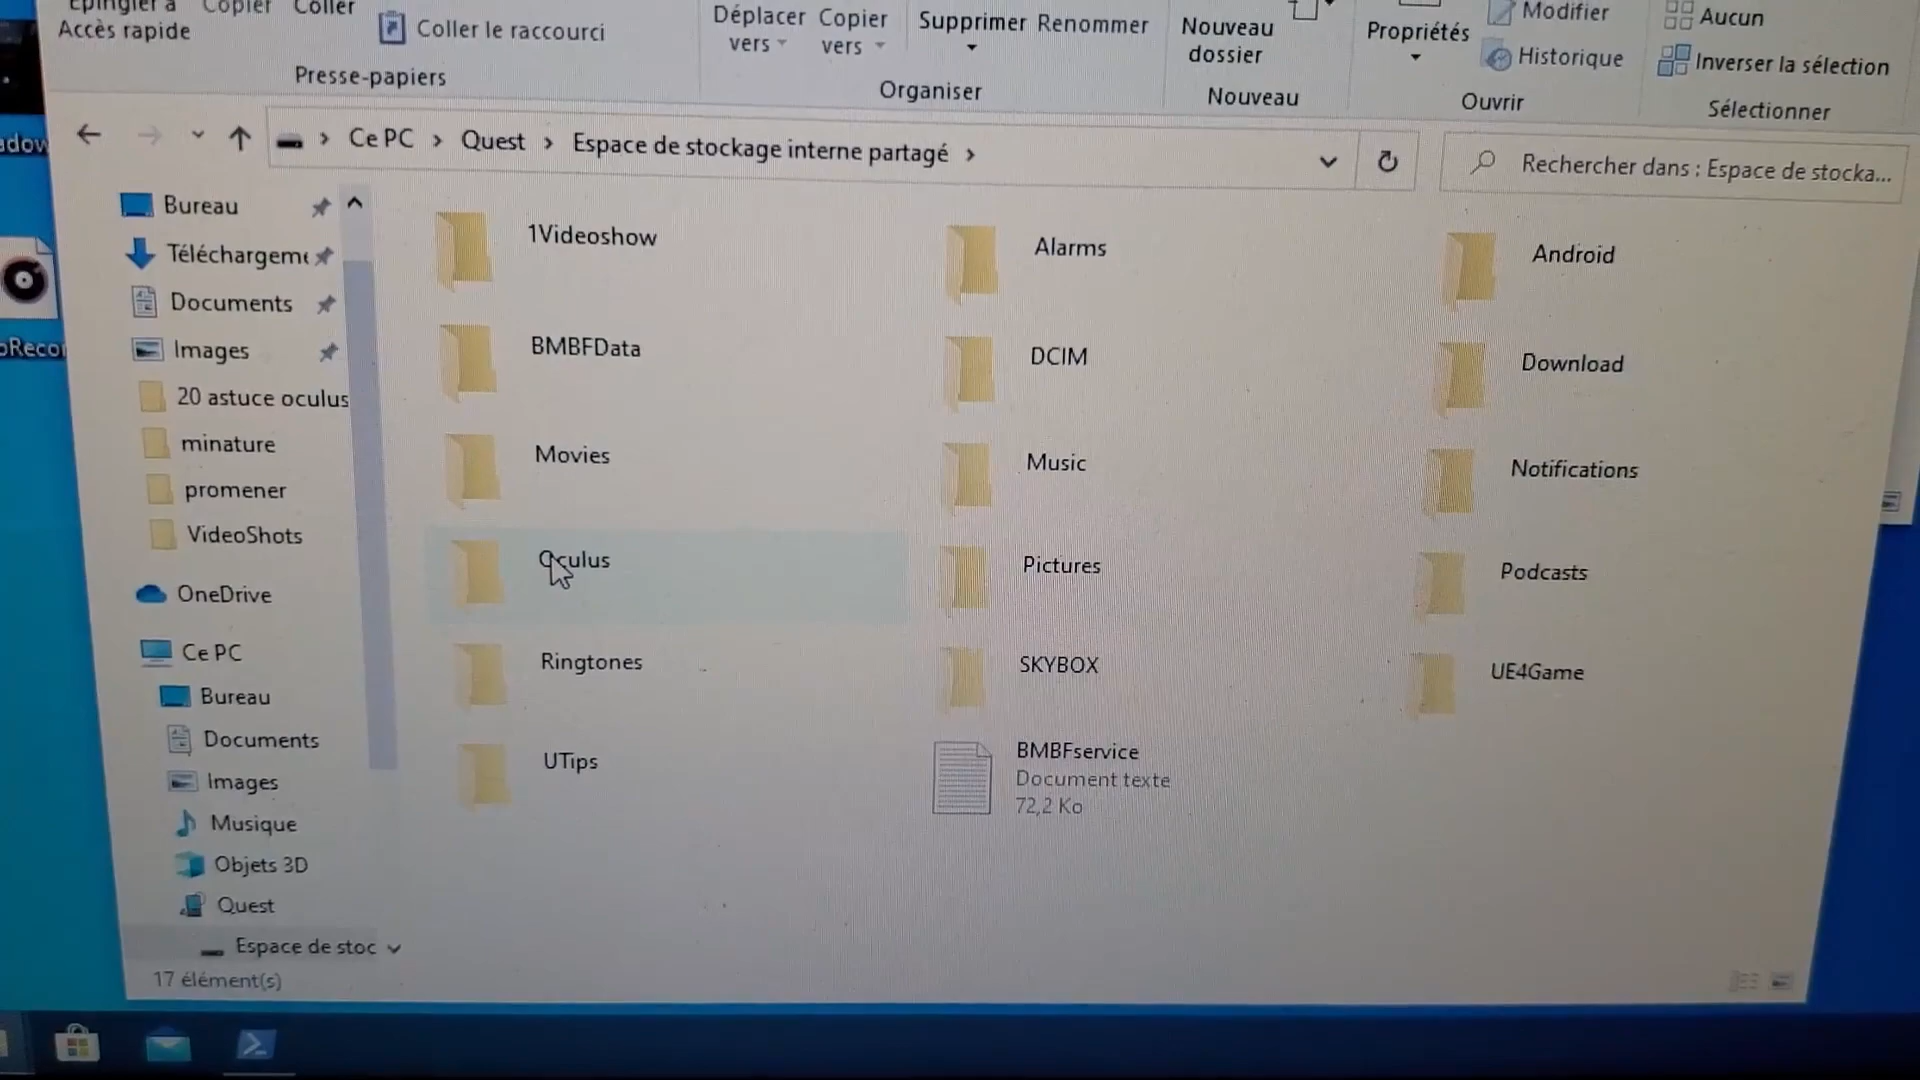 Épingler à
Accès rapide
Copier
Coller
Coller le raccourci
Presse-papiers
Déplacer
vers
Copier
vers
Supprimer
Renommer
Organiser
Nouveau
dossier
Nouveau
Propriétés
Modifier
Historique
Ouvrir
Aucun
Inverser la sélection
Sélectionner
Ce PC
Quest
Espace de stockage interne partagé
Rechercher dans : Espace de stocka...
Bureau
Téléchargeme
Documents
Images
20 astuce oculus
minature
promener
VideoShots
OneDrive
Ce PC
Bureau
Documents
Images
Musique
Objets 3D
Quest
Espace de stoc
17 élément(s)
1Videoshow
Alarms
Android
BMBFData
DCIM
Download
Movies
Music
Notifications
Oculus
Pictures
Podcasts
Ringtones
SKYBOX
UE4Game
UTips
BMBFservice
Document texte
72,2 Ko